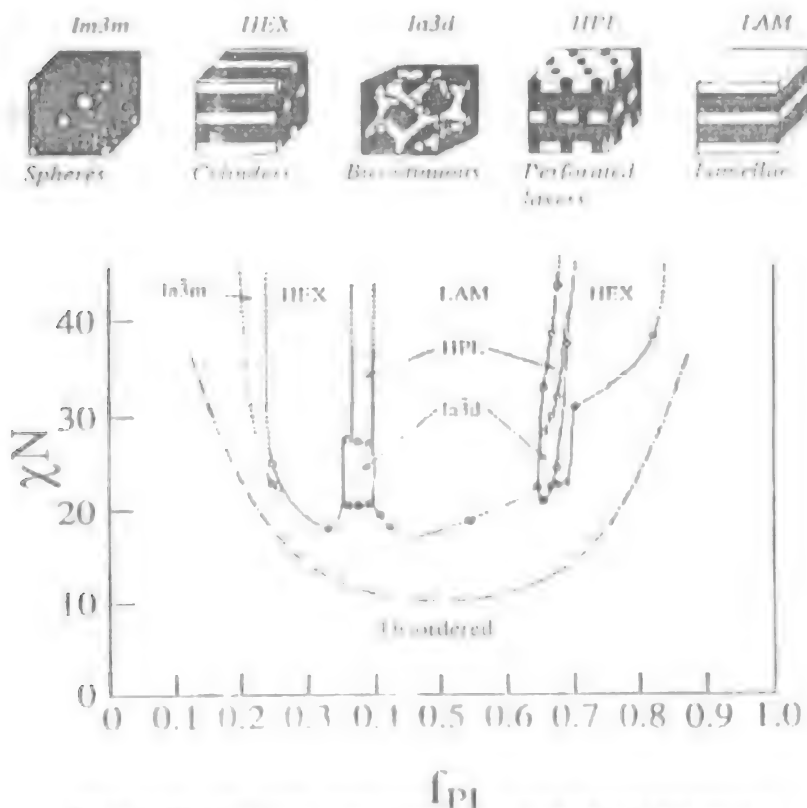 Im3m HEX Ia3d HPL LAM
Spheres Cylinders Bicontinuous Perforated layers Lamellae
Ia3m HEX LAM HEX
HPL
Ia3d
Disordered
χN
40
30
20
10
0
0 0.1 0.2 0.3 0.4 0.5 0.6 0.7 0.8 0.9 1.0
f_PI